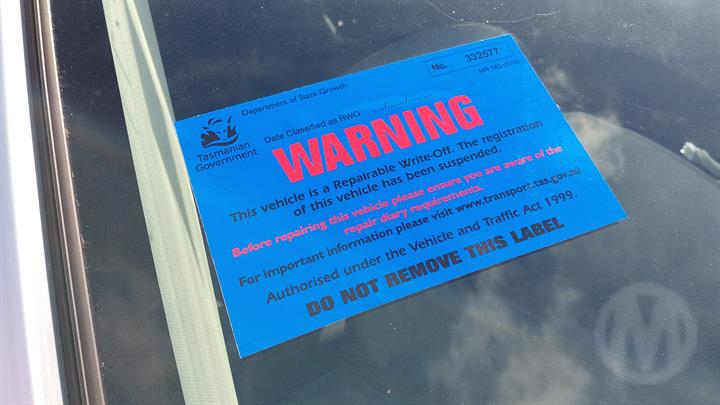 Department of State Growth
No. 332577
MR 18G 07/15
Tasmanian
Government
Date Classified as RWO: ....../....../......
WARNING
This vehicle is a Repairable Write-Off. The registration
of this vehicle has been suspended.
Before repairing this vehicle please ensure you are aware of the
repair diary requirements.
For important information please visit www.transport.tas.gov.au
Authorised under the Vehicle and Traffic Act 1999.
DO NOT REMOVE THIS LABEL
M